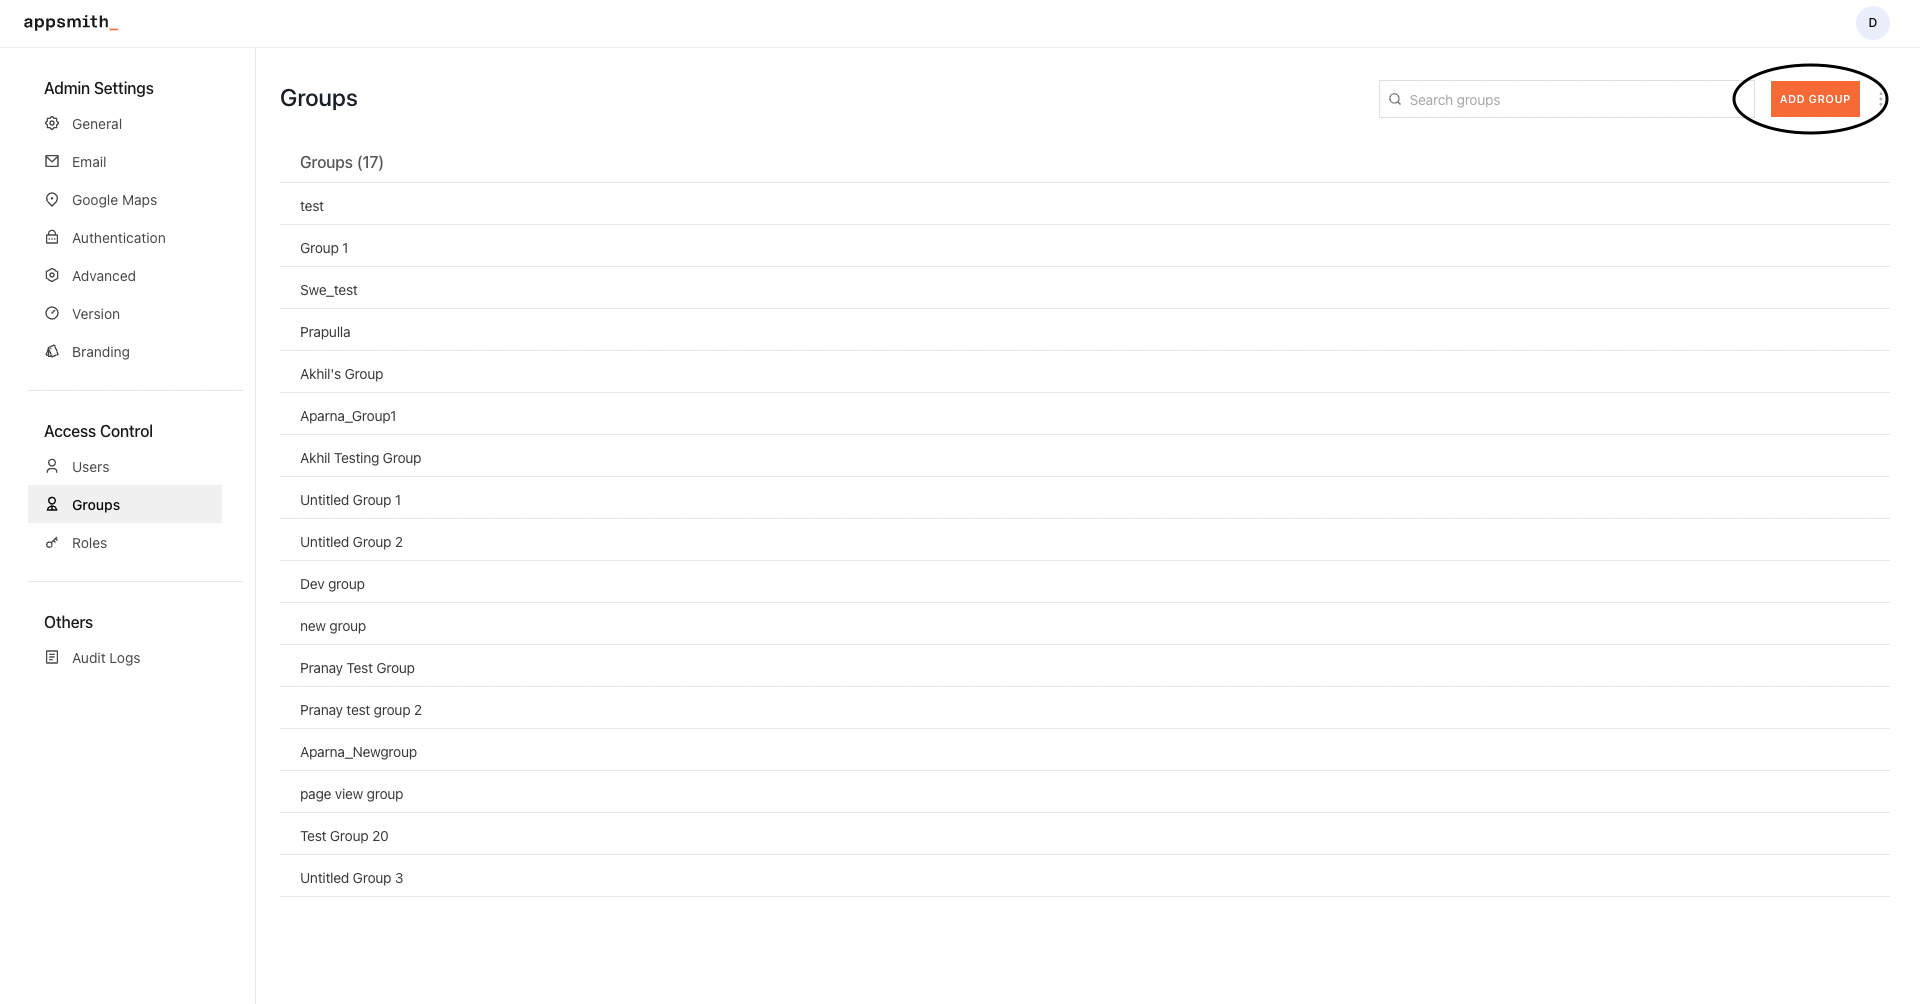 appsmith_
D
Admin Settings
General
Email
Google Maps
Authentication
Advanced
Version
Branding
Access Control
Users
Groups
Roles
Others
Audit Logs
Groups
Search groups
ADD GROUP
Groups (17)
test
Group 1
Swe_test
Prapulla
Akhil's Group
Aparna_Group1
Akhil Testing Group
Untitled Group 1
Untitled Group 2
Dev group
new group
Pranay Test Group
Pranay test group 2
Aparna_Newgroup
page view group
Test Group 20
Untitled Group 3